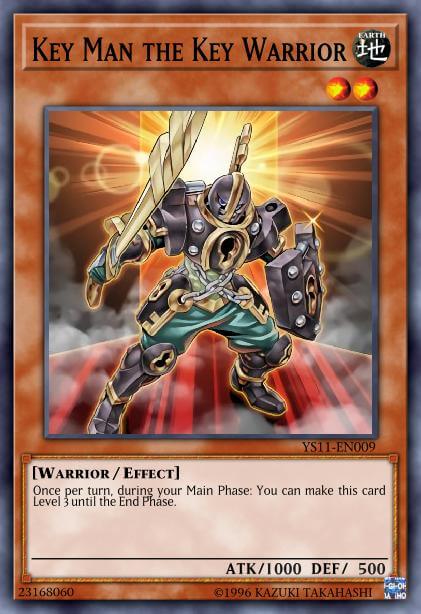 KEY MAN THE KEY WARRIOR
EARTH
地
YS11-EN009
[WARRIOR / EFFECT]
Once per turn, during your Main Phase: You can make this card
Level 3 until the End Phase.
ATK/1000 DEF/ 500
23168060
©1996 KAZUKI TAKAHASHI